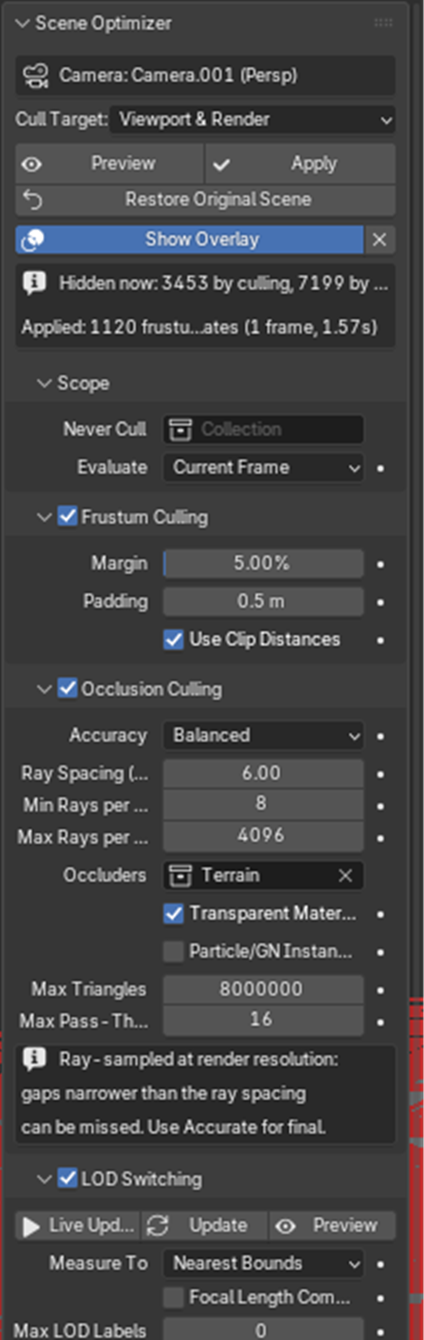 Scene Optimizer
Camera: Camera.001 (Persp)
Cull Target: Viewport & Render
Preview Apply
Restore Original Scene
Show Overlay
Hidden now: 3453 by culling, 7199 by ...
Applied: 1120 frustu...ates (1 frame, 1.57s)
Scope
Never Cull Collection
Evaluate Current Frame
Frustum Culling
Margin 5.00%
Padding 0.5 m
Use Clip Distances
Occlusion Culling
Accuracy Balanced
Ray Spacing (... 6.00
Min Rays per ... 8
Max Rays per ... 4096
Occluders Terrain
Transparent Mater...
Particle/GN Instan...
Max Triangles 8000000
Max Pass-Th... 16
Ray-sampled at render resolution:
gaps narrower than the ray spacing
can be missed. Use Accurate for final.
LOD Switching
Live Upd... Update Preview
Measure To Nearest Bounds
Focal Length Com...
Max LOD Labels 0